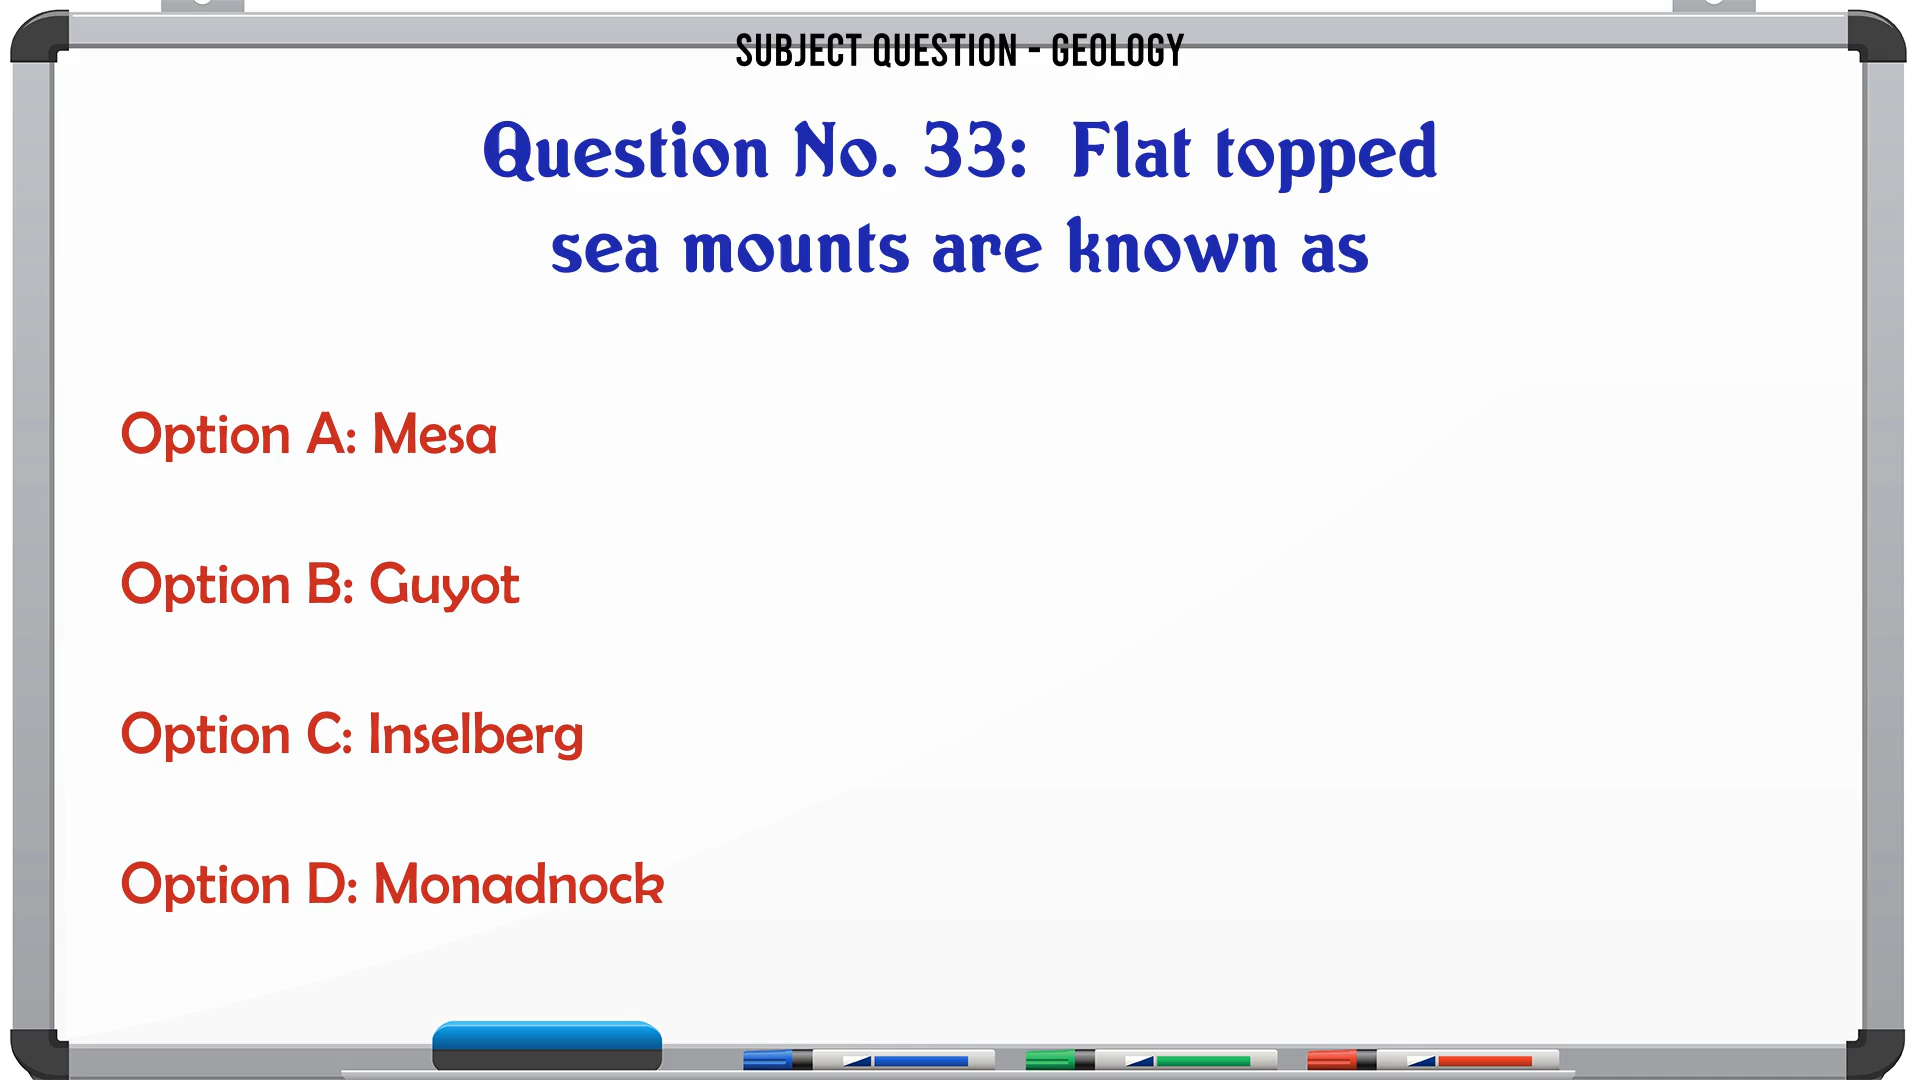 SUBJECT QUESTION - GEOLOGY
Question No. 33: Flat topped
sea mounts are known as
Option A: Mesa
Option B: Guyot
Option C: Inselberg
Option D: Monadnock